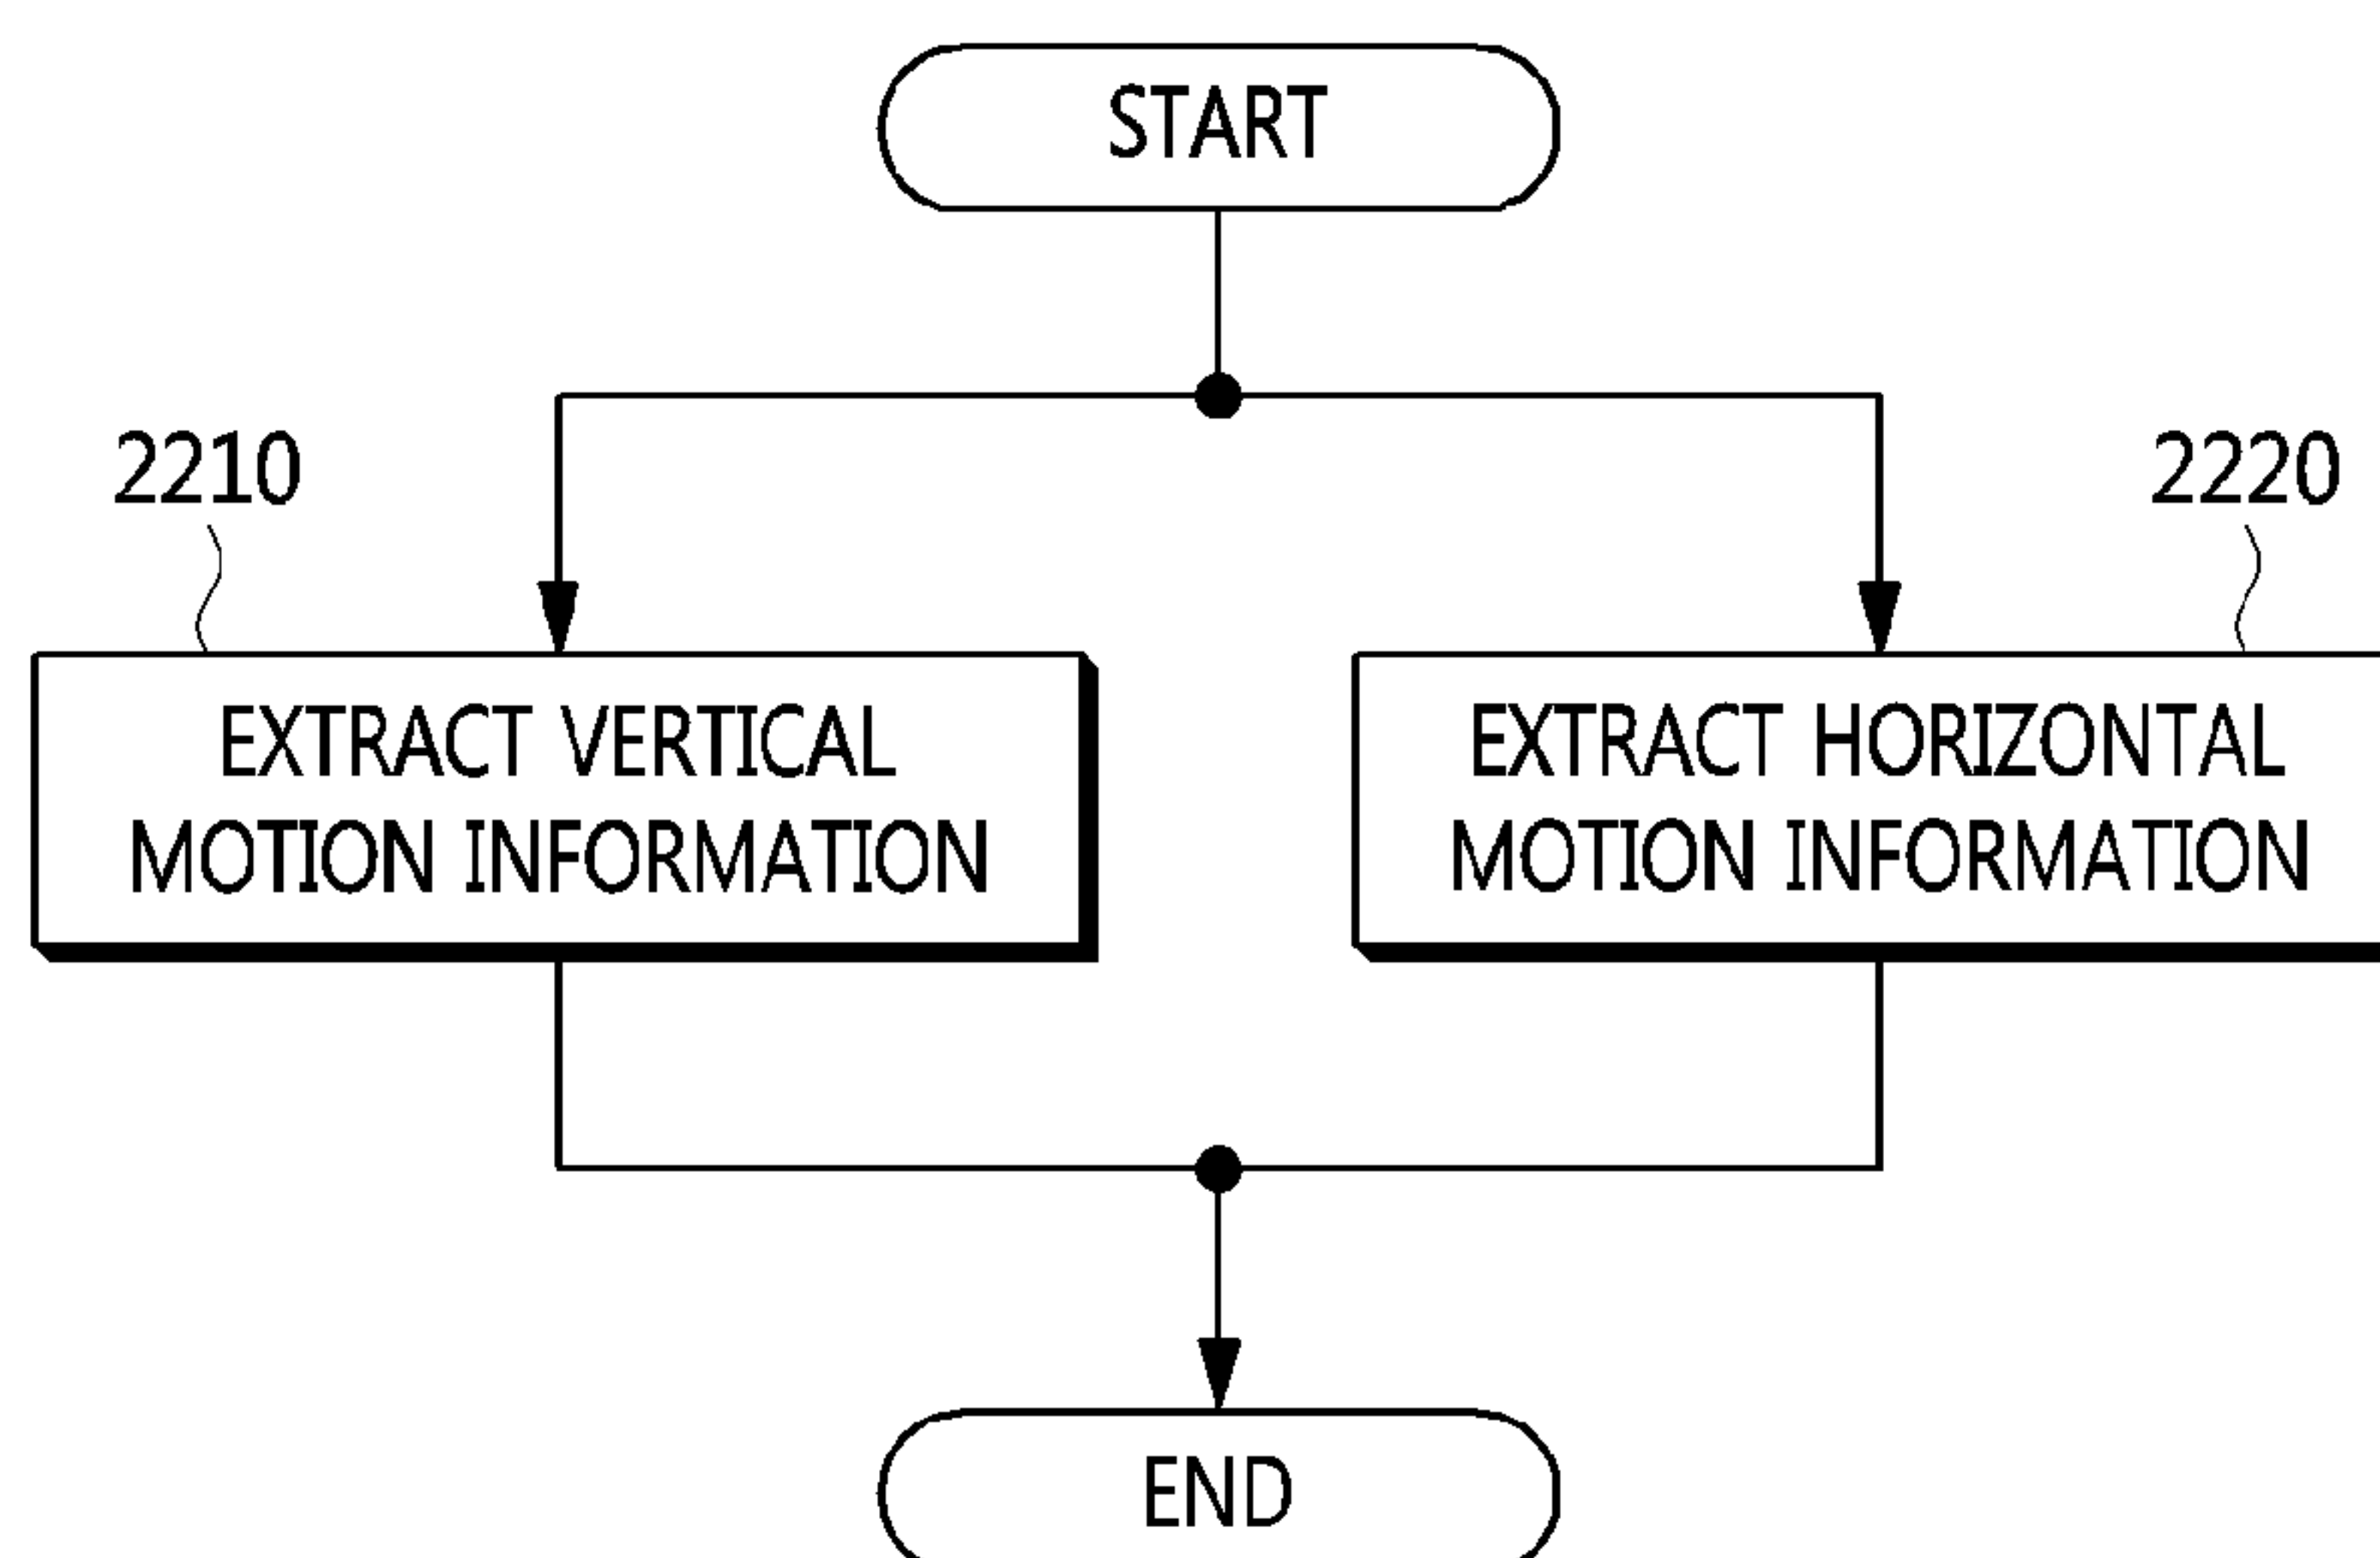 START
2210
2220
EXTRACT VERTICAL
MOTION INFORMATION
EXTRACT HORIZONTAL
MOTION INFORMATION
END